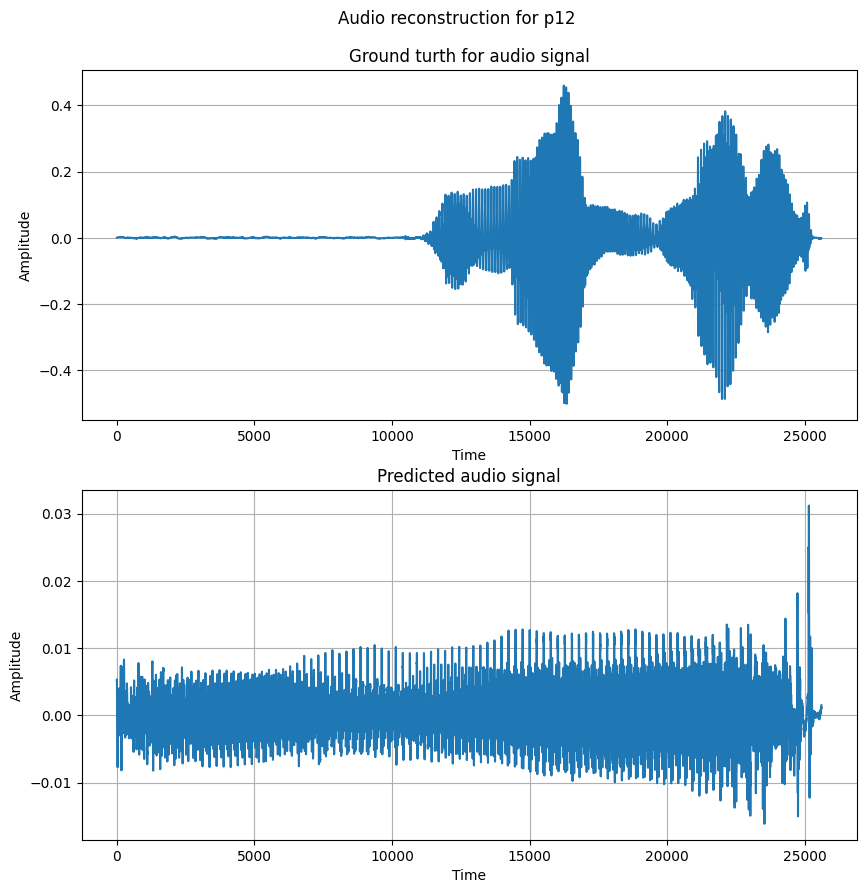 Audio reconstruction for p12
Ground turth for audio signal
0.4
0.2
0.0
−0.2
−0.4
Amplitude
0 5000 10000 15000 20000 25000
Time
Predicted audio signal
0.03
0.02
0.01
0.00
−0.01
Amplitude
0 5000 10000 15000 20000 25000
Time